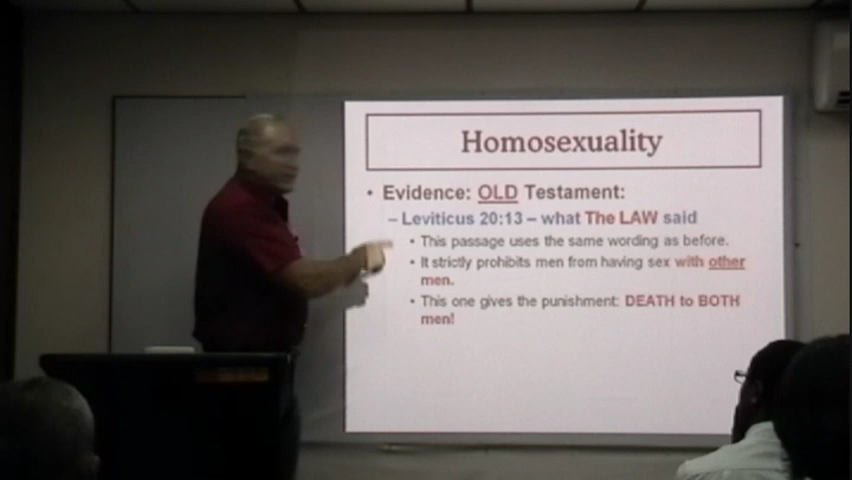 Homosexuality
• Evidence: OLD Testament:
– Leviticus 20:13 – what The LAW said
• This passage uses the same wording as before.
• It strictly prohibits men from having sex with other
men.
• This one gives the punishment: DEATH to BOTH
men!